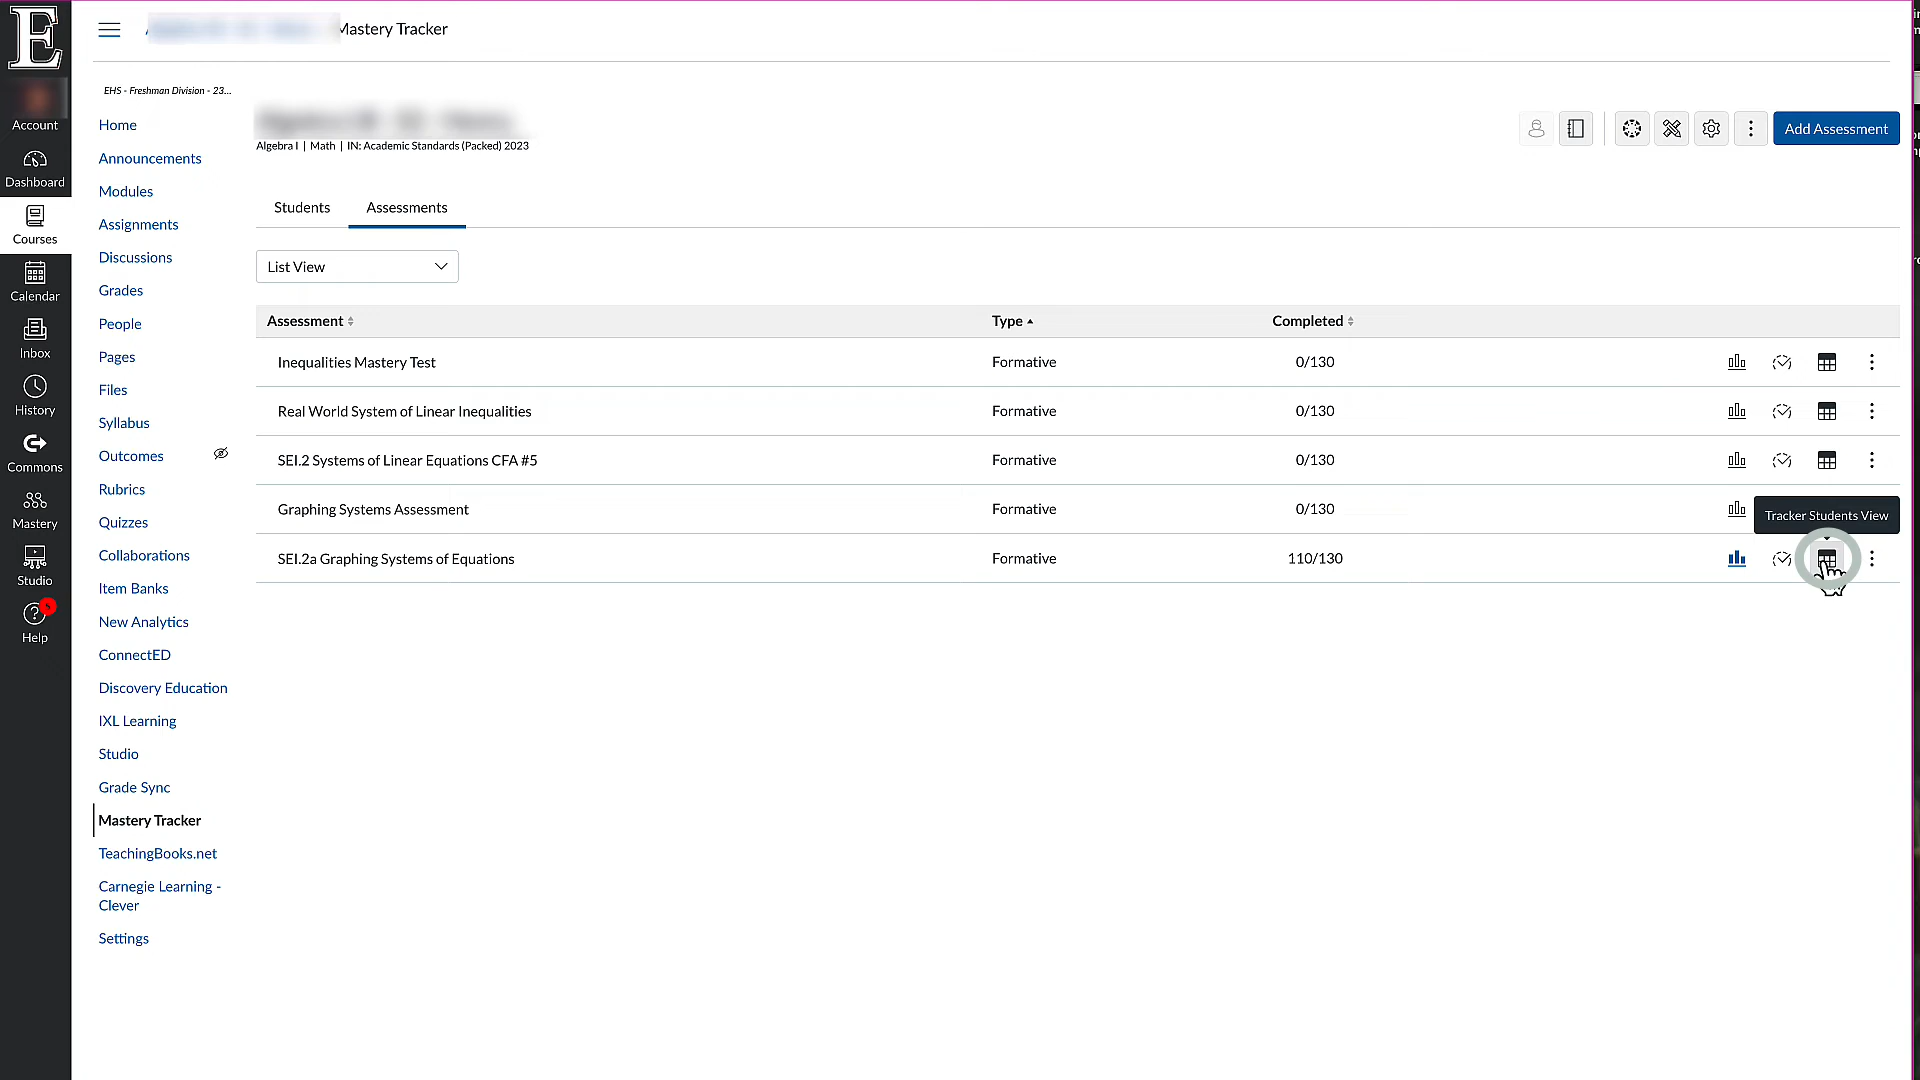 E
Account
Dashboard
Courses
Calendar
Inbox
History
Commons
Mastery
Studio
Help
Mastery Tracker
EHS - Freshman Division - 23...
Home
Announcements
Modules
Assignments
Discussions
Grades
People
Pages
Files
Syllabus
Outcomes
Rubrics
Quizzes
Collaborations
Item Banks
New Analytics
ConnectED
Discovery Education
IXL Learning
Studio
Grade Sync
Mastery Tracker
TeachingBooks.net
Carnegie Learning -
Clever
Settings
Algebra I | Math | IN: Academic Standards (Packed) 2023
Add Assessment
Students Assessments
List View
Assessment Type Completed
Inequalities Mastery Test Formative 0/130
Real World System of Linear Inequalities Formative 0/130
SEI.2 Systems of Linear Equations CFA #5 Formative 0/130
Graphing Systems Assessment Formative 0/130
Tracker Students View
SEI.2a Graphing Systems of Equations Formative 110/130